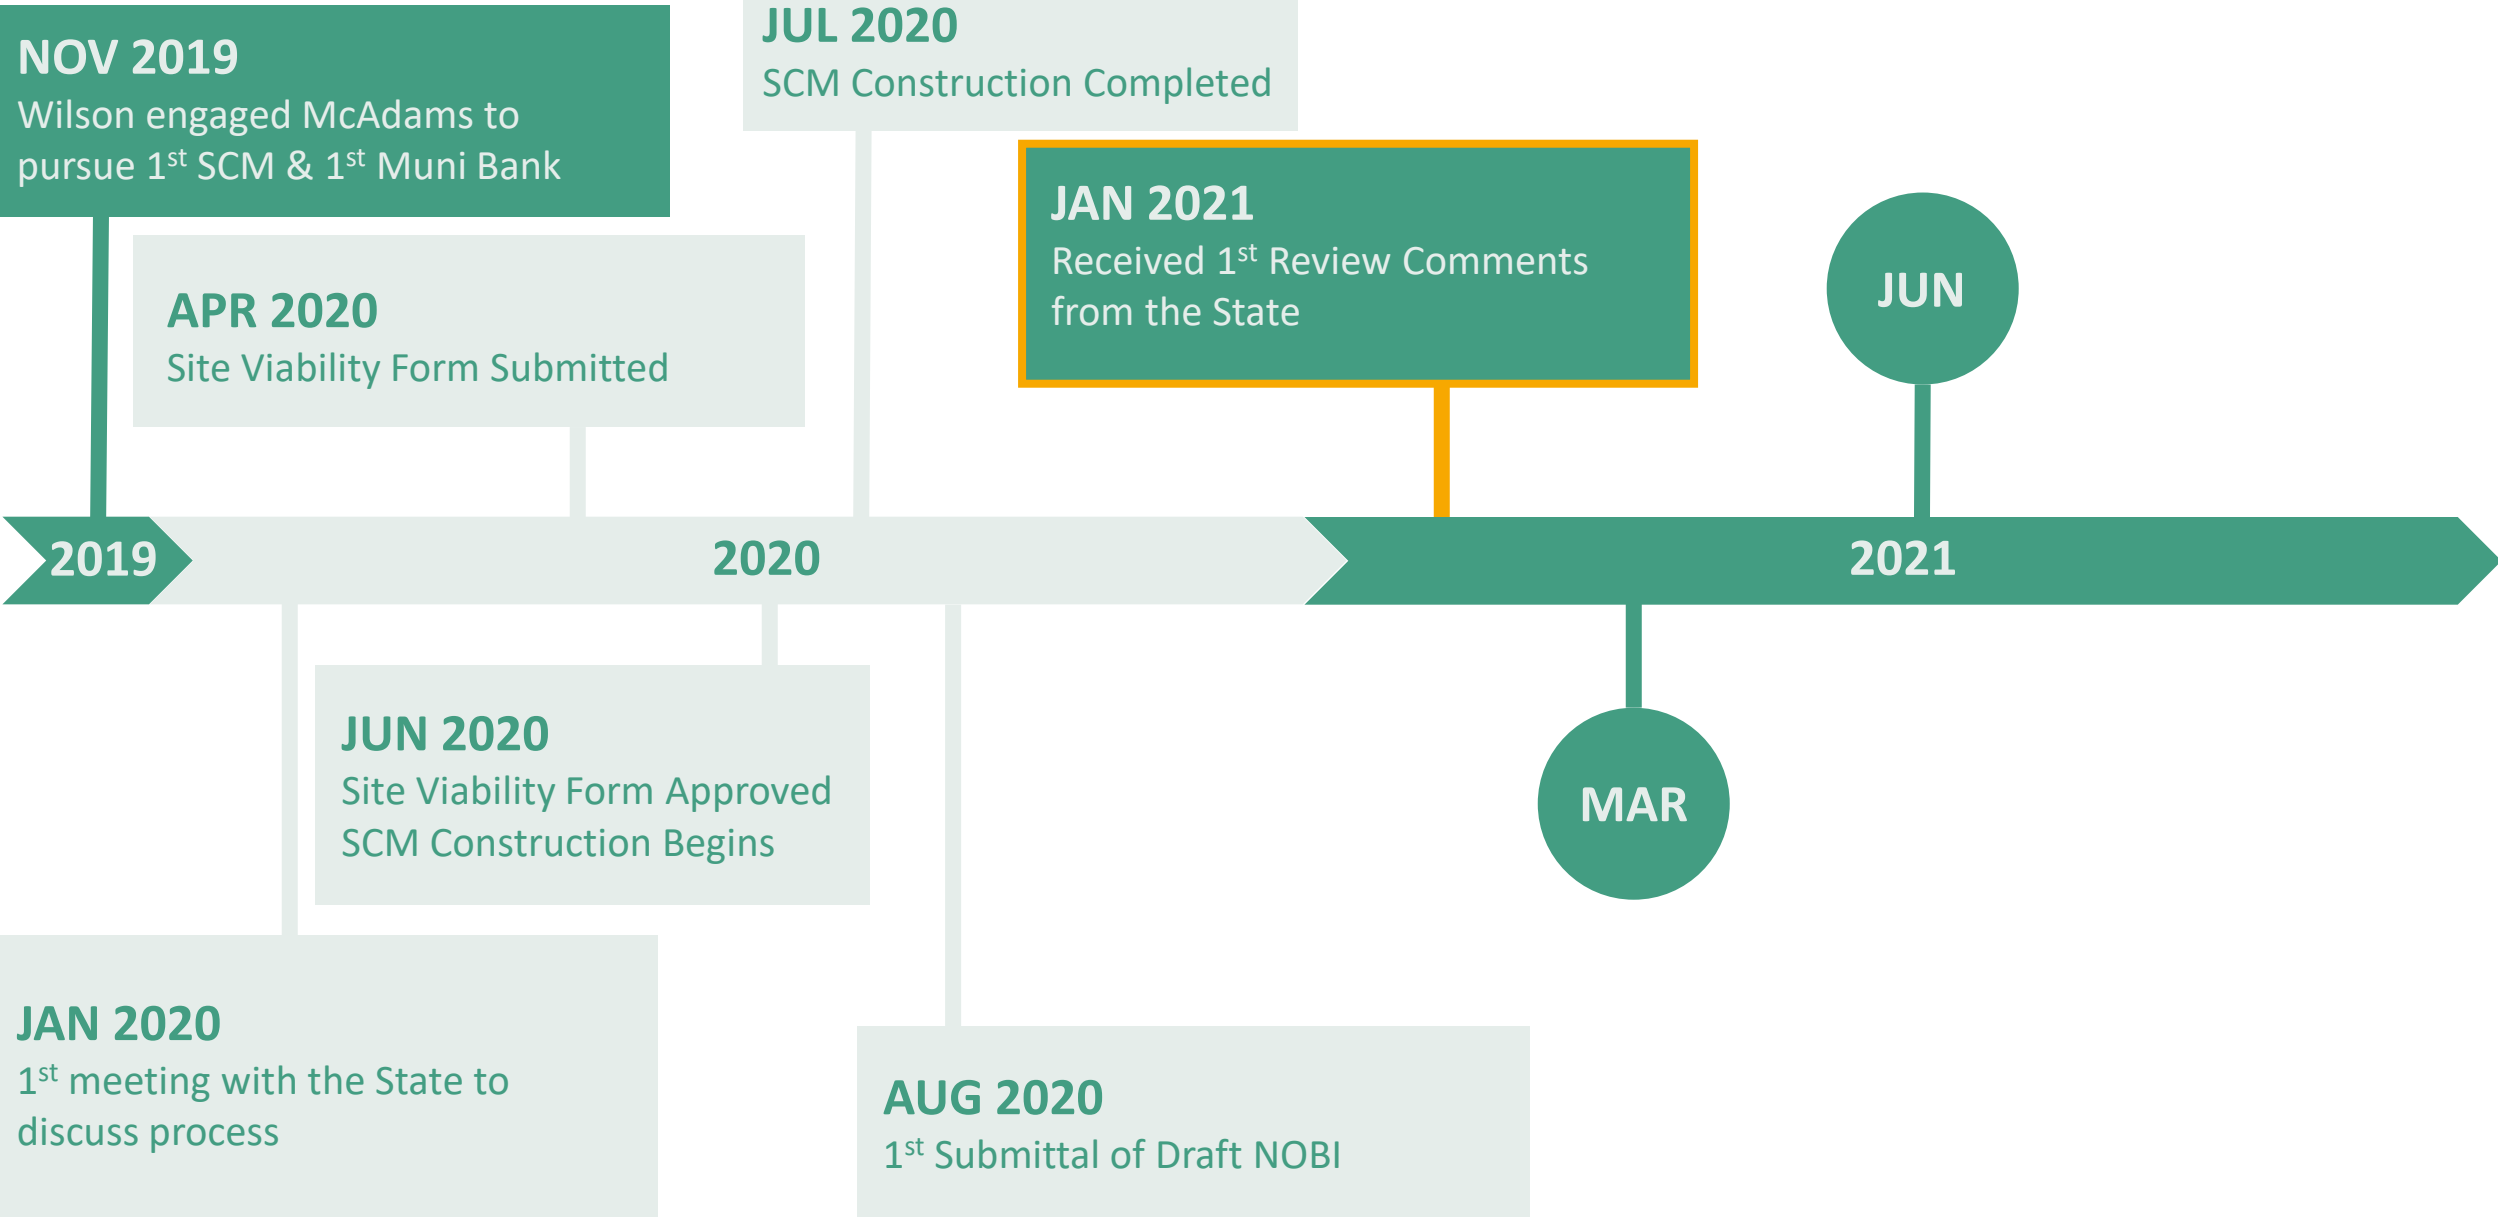 NOV 2019
Wilson engaged McAdams to
pursue 1st SCM & 1st Muni Bank
JUL 2020
SCM Construction Completed
APR 2020
Site Viability Form Submitted
JAN 2021
Received 1st Review Comments
from the State
JUN
2019
2020
2021
JUN 2020
Site Viability Form Approved
SCM Construction Begins
MAR
JAN 2020
1st meeting with the State to
discuss process
AUG 2020
1st Submittal of Draft NOBI